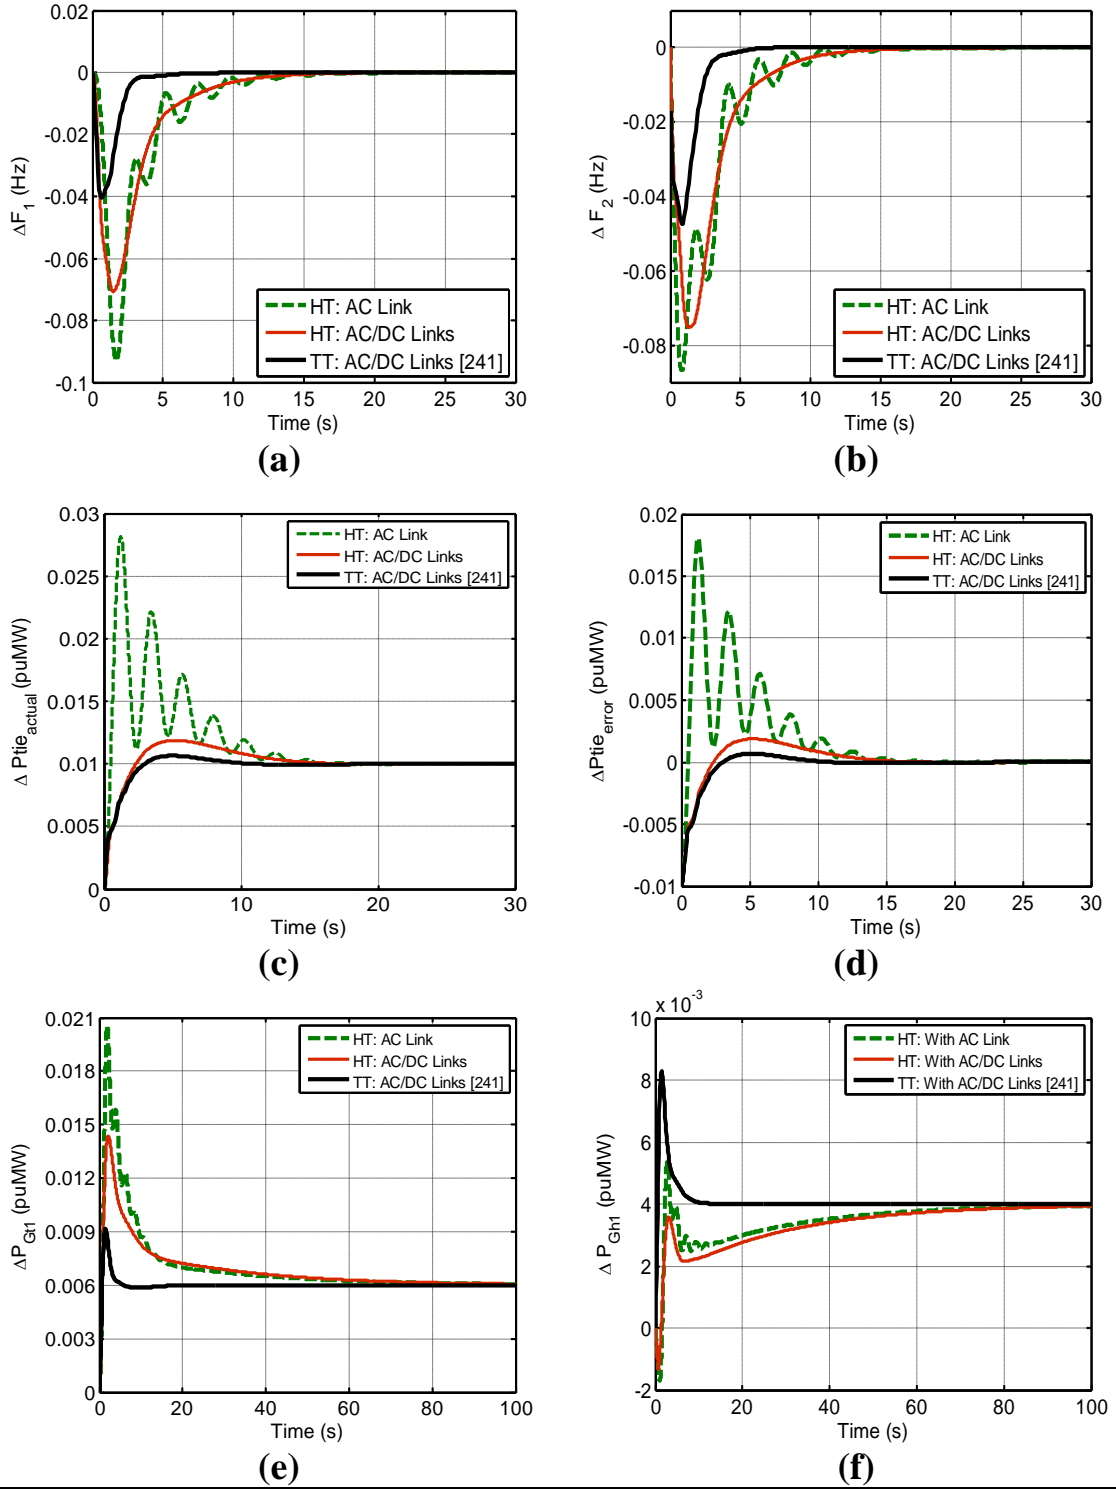 0.02
0
-0.02
-0.04
-0.06
-0.08
-0.1
ΔF1 (Hz)
HT: AC Link
HT: AC/DC Links
TT: AC/DC Links [241]
0 5 10 15 20 25 30
Time (s)
(a)
0
-0.02
-0.04
-0.06
-0.08
Δ F2 (Hz)
HT: AC Link
HT: AC/DC Links
TT: AC/DC Links [241]
0 5 10 15 20 25 30
Time (s)
(b)
0.03
0.025
0.02
0.015
0.01
0.005
0
Δ Ptie actual (puMW)
HT: AC Link
HT: AC/DC Links
TT: AC/DC Links [241]
0 10 20 30
Time (s)
(c)
0.02
0.015
0.01
0.005
0
-0.005
-0.01
ΔPtie error (puMW)
HT: AC Link
HT: AC/DC Links
TT: AC/DC Links [241]
0 5 10 15 20 25 30
Time (s)
(d)
0.021
0.018
0.015
0.012
0.009
0.006
0.003
0
ΔPGt1 (puMW)
HT: AC Link
HT: AC/DC Links
TT: AC/DC Links [241]
0 20 40 60 80 100
Time (s)
(e)
x 10-3
10
8
6
4
2
0
-2
Δ PGh1 (puMW)
HT: With AC Link
HT: With AC/DC Links
TT: With AC/DC Links [241]
0 20 40 60 80 100
Time (s)
(f)